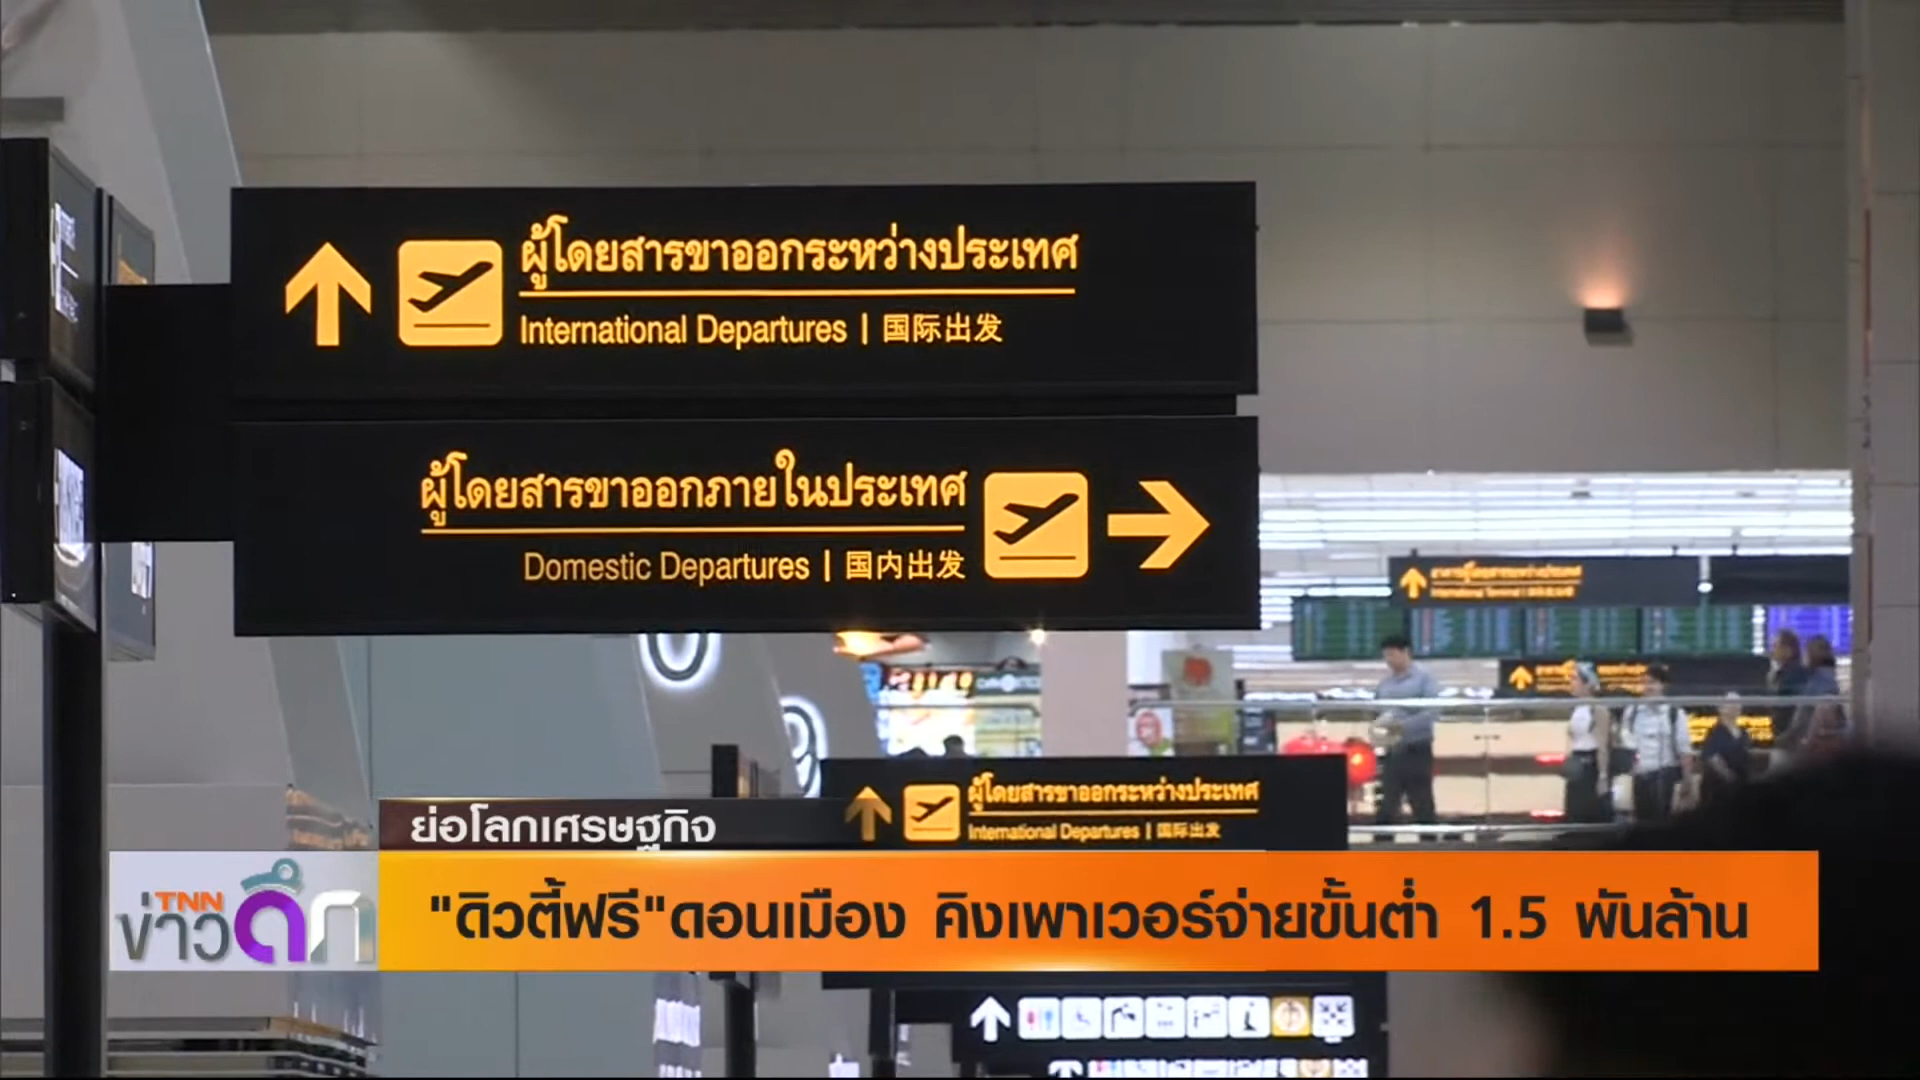 ผู้โดยสารขาออกระหว่างประเทศ
International Departures | 国际出发
ผู้โดยสารขาออกภายในประเทศ
Domestic Departures | 国内出发
ผู้โดยสารขาออกระหว่างประเทศ
International Departures | 国际出发
ย่อโลกเศรษฐกิจ
TNN
ข่าวดึก
"ดิวตี้ฟรี"ดอนเมือง คิงเพาเวอร์จ่ายขั้นต่ำ 1.5 พันล้าน